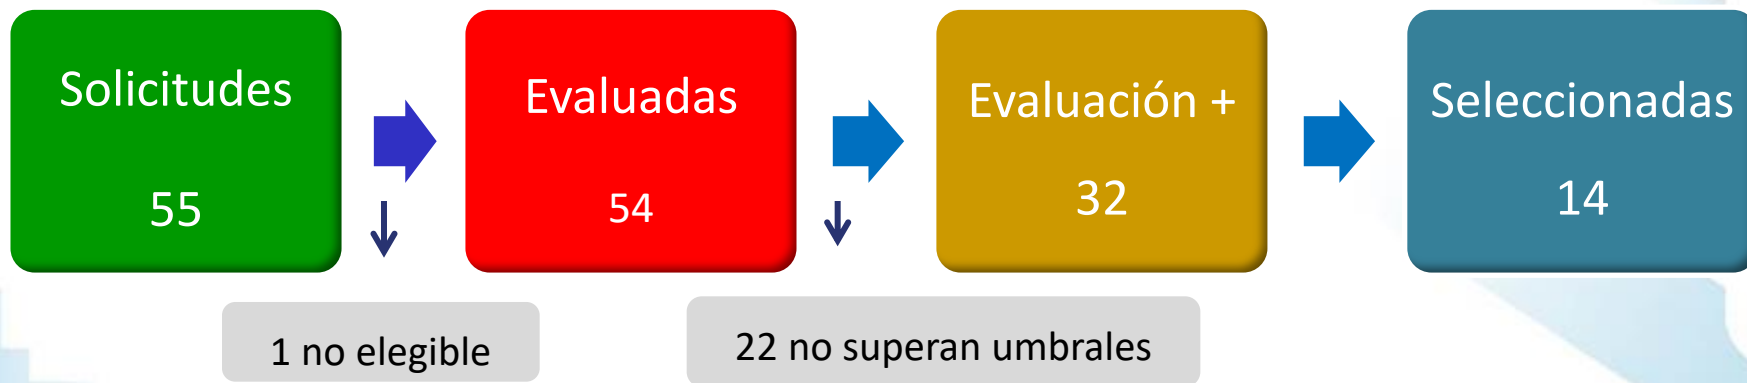 Solicitudes
55
Evaluadas
54
Evaluación +
32
Seleccionadas
14
1 no elegible
22 no superan umbrales